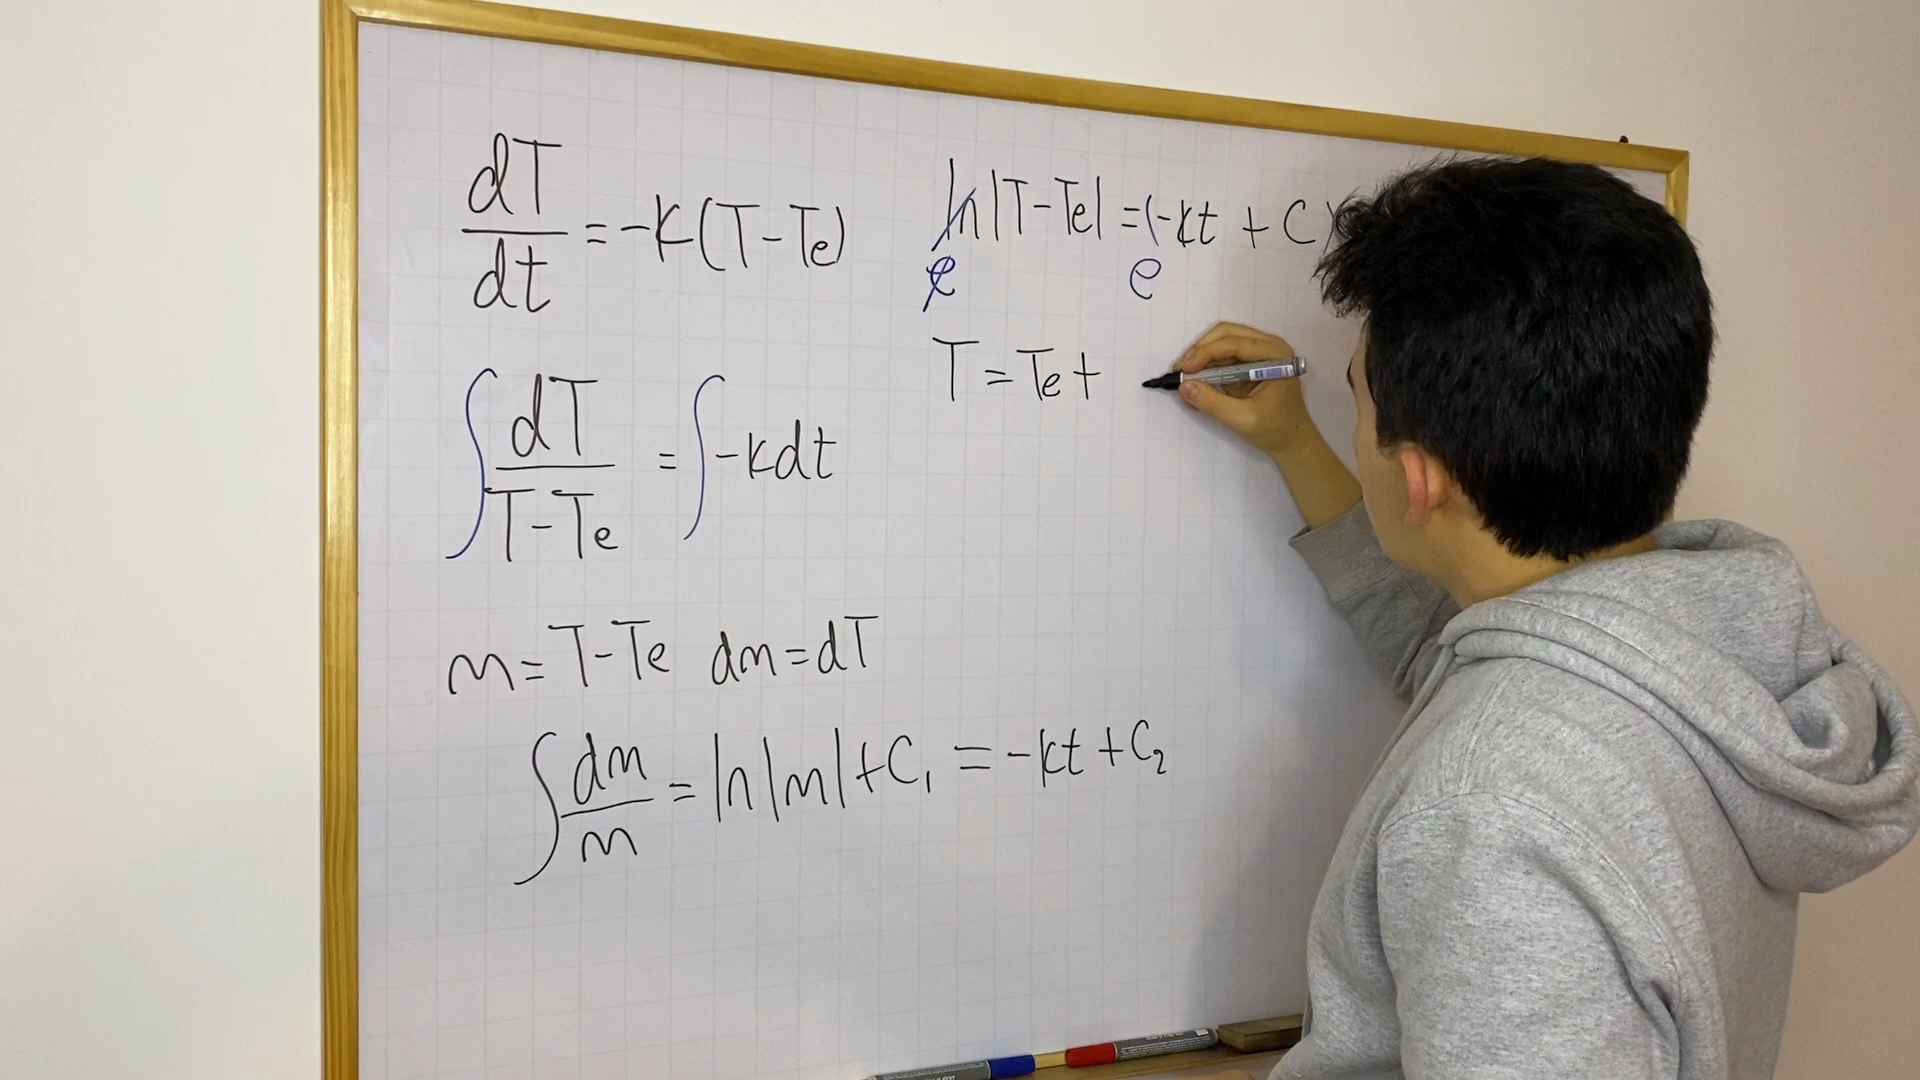 dT/dt = -k(T-Te)
∫ dT/(T-Te) = ∫ -kdt
m = T-Te dm = dT
∫ dm/m = ln|m| + C₁ = -kt + C₂
ln|T-Te| = (-kt + C)
e e
T = Te +